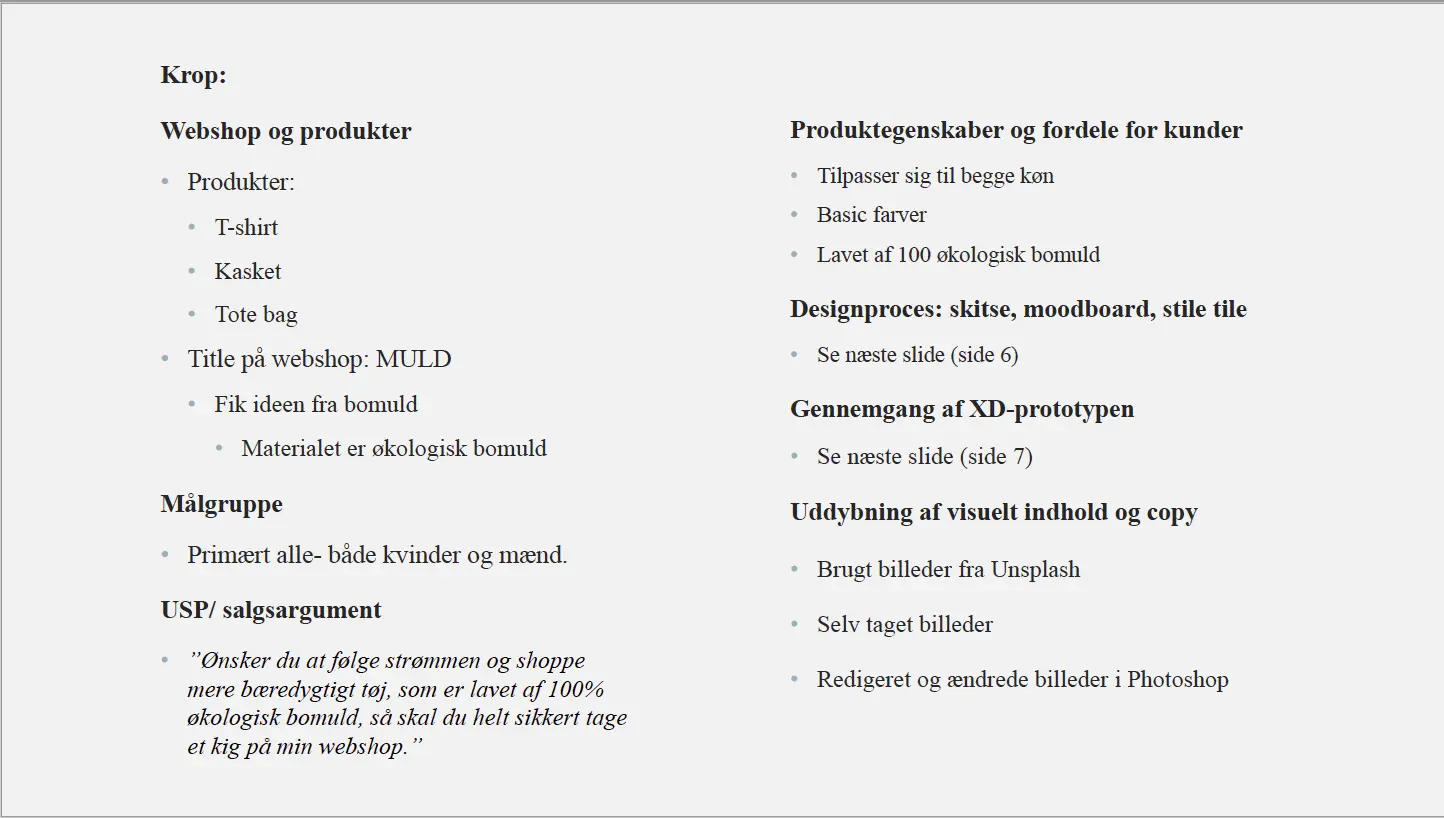 Krop:
Webshop og produkter
Produkter:
T-shirt
Kasket
Tote bag
Title på webshop: MULD
Fik ideen fra bomuld
Materialet er økologisk bomuld
Målgruppe
Primært alle- både kvinder og mænd.
USP/ salgsargument
”Ønsker du at følge strømmen og shoppe
mere bæredygtigt tøj, som er lavet af 100%
økologisk bomuld, så skal du helt sikkert tage
et kig på min webshop.”
Produktegenskaber og fordele for kunder
Tilpasser sig til begge køn
Basic farver
Lavet af 100 økologisk bomuld
Designproces: skitse, moodboard, stile tile
Se næste slide (side 6)
Gennemgang af XD-prototypen
Se næste slide (side 7)
Uddybning af visuelt indhold og copy
Brugt billeder fra Unsplash
Selv taget billeder
Redigeret og ændrede billeder i Photoshop